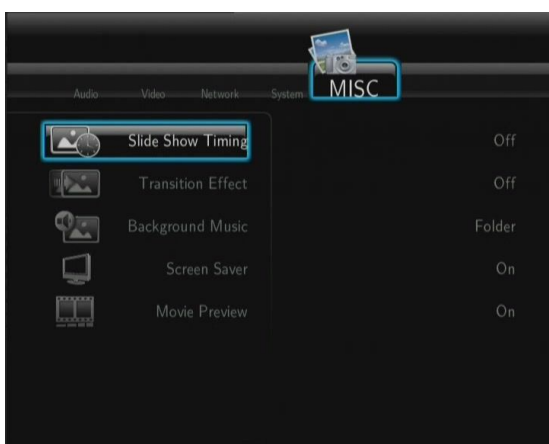 Audio Video Network System MISC
Slide Show Timing Off
Transition Effect Off
Background Music Folder
Screen Saver On
Movie Preview On